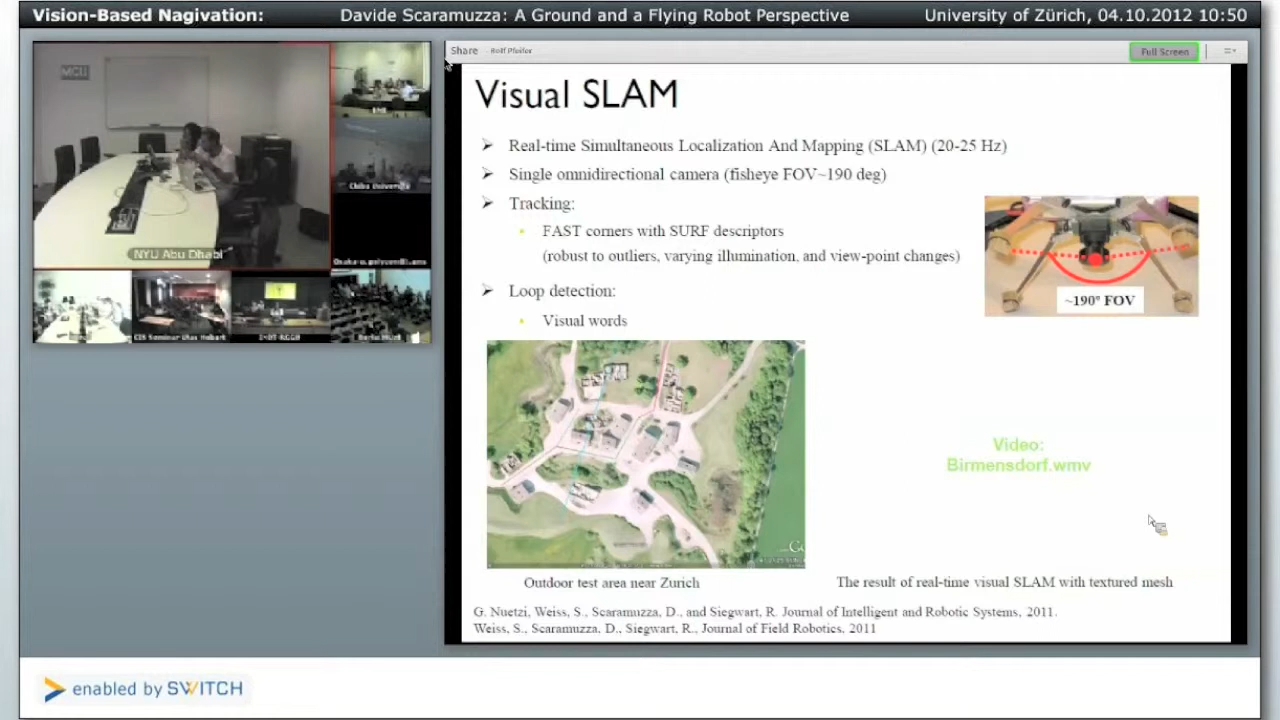 Vision-Based Nagivation: Davide Scaramuzza: A Ground and a Flying Robot Perspective University of Zürich, 04.10.2012 10:50
MCU
NYU Abu Dhabi
Chiba University
Share - Rolf Pfeifer
Full Screen
Visual SLAM
➢ Real-time Simultaneous Localization And Mapping (SLAM) (20-25 Hz)
➢ Single omnidirectional camera (fisheye FOV~190 deg)
➢ Tracking:
• FAST corners with SURF descriptors
(robust to outliers, varying illumination, and view-point changes)
➢ Loop detection:
• Visual words
~190° FOV
Video:
Birmensdorf.wmv
Outdoor test area near Zurich
The result of real-time visual SLAM with textured mesh
G. Nuetzi, Weiss, S., Scaramuzza, D., and Siegwart, R. Journal of Intelligent and Robotic Systems, 2011.
Weiss, S., Scaramuzza, D., Siegwart, R., Journal of Field Robotics, 2011
enabled by SWITCH